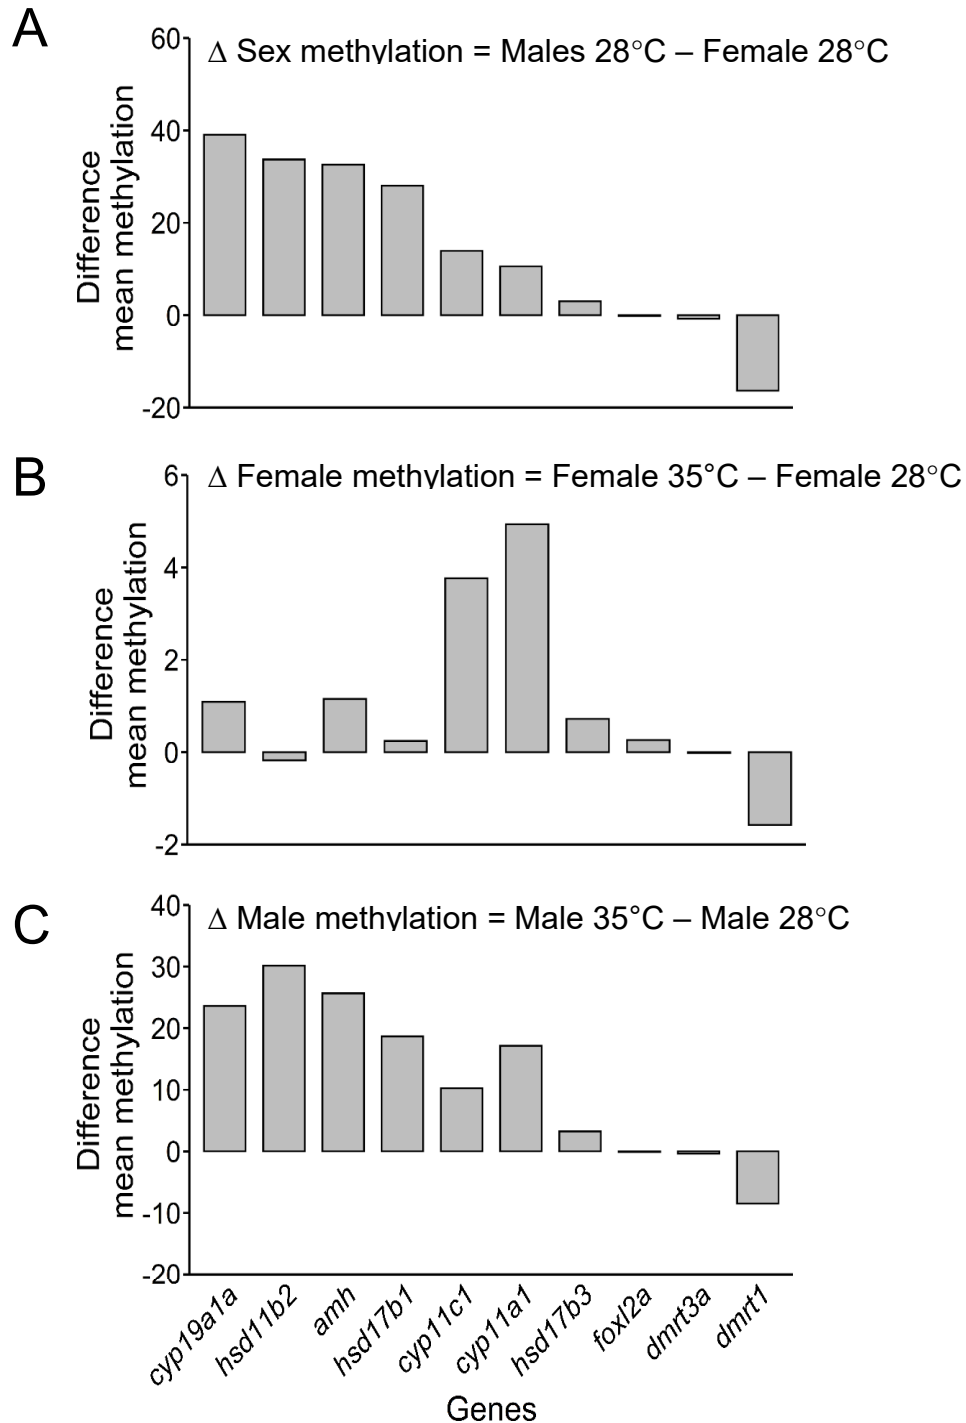 A
Δ Sex methylation = Males 28°C – Female 28°C
Difference
mean methylation
60
40
20
0
-20
B
Δ Female methylation = Female 35°C – Female 28°C
Difference
mean methylation
6
4
2
0
-2
C
Δ Male methylation = Male 35°C – Male 28°C
Difference
mean methylation
40
30
20
10
0
-10
-20
cyp19a1a
hsd11b2
amh
hsd17b1
cyp11c1
cyp11a1
hsd17b3
foxl2a
dmrt3a
dmrt1
Genes